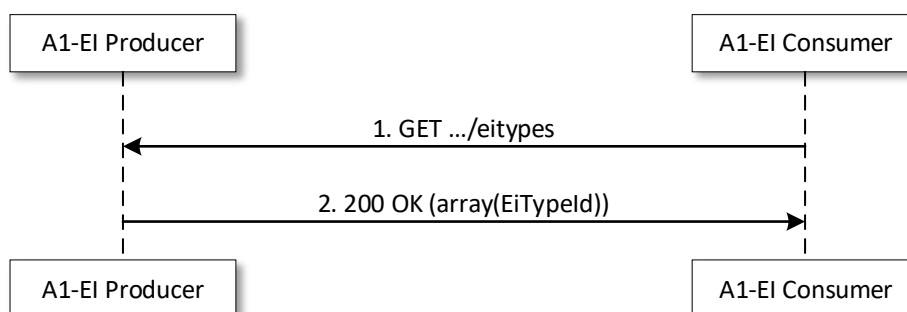 A1-EI Producer
A1-EI Consumer
1. GET .../eitypes
2. 200 OK (array(EiTypeId))
A1-EI Producer
A1-EI Consumer